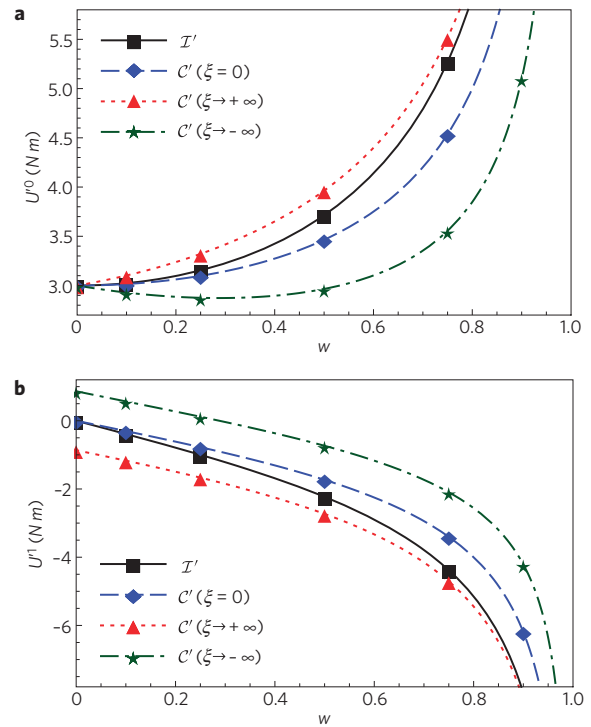 a
5.5
5.0
4.5
4.0
3.5
3.0
U′⁰ (N m)
ℐ′
𝒞′ (ξ = 0)
𝒞′ (ξ → + ∞)
𝒞′ (ξ → - ∞)
0 0.2 0.4 0.6 0.8 1.0
w
b
0
-2
-4
-6
U′¹ (N m)
ℐ′
𝒞′ (ξ = 0)
𝒞′ (ξ → + ∞)
𝒞′ (ξ → - ∞)
0 0.2 0.4 0.6 0.8 1.0
w